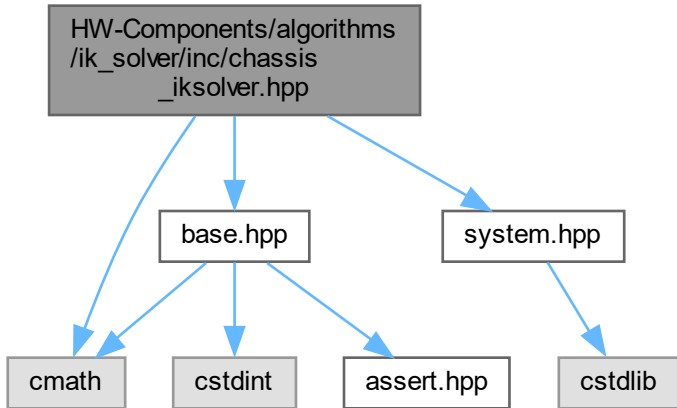 HW-Components/algorithms
/ik_solver/inc/chassis
_iksolver.hpp
base.hpp
system.hpp
cmath
cstdint
assert.hpp
cstdlib